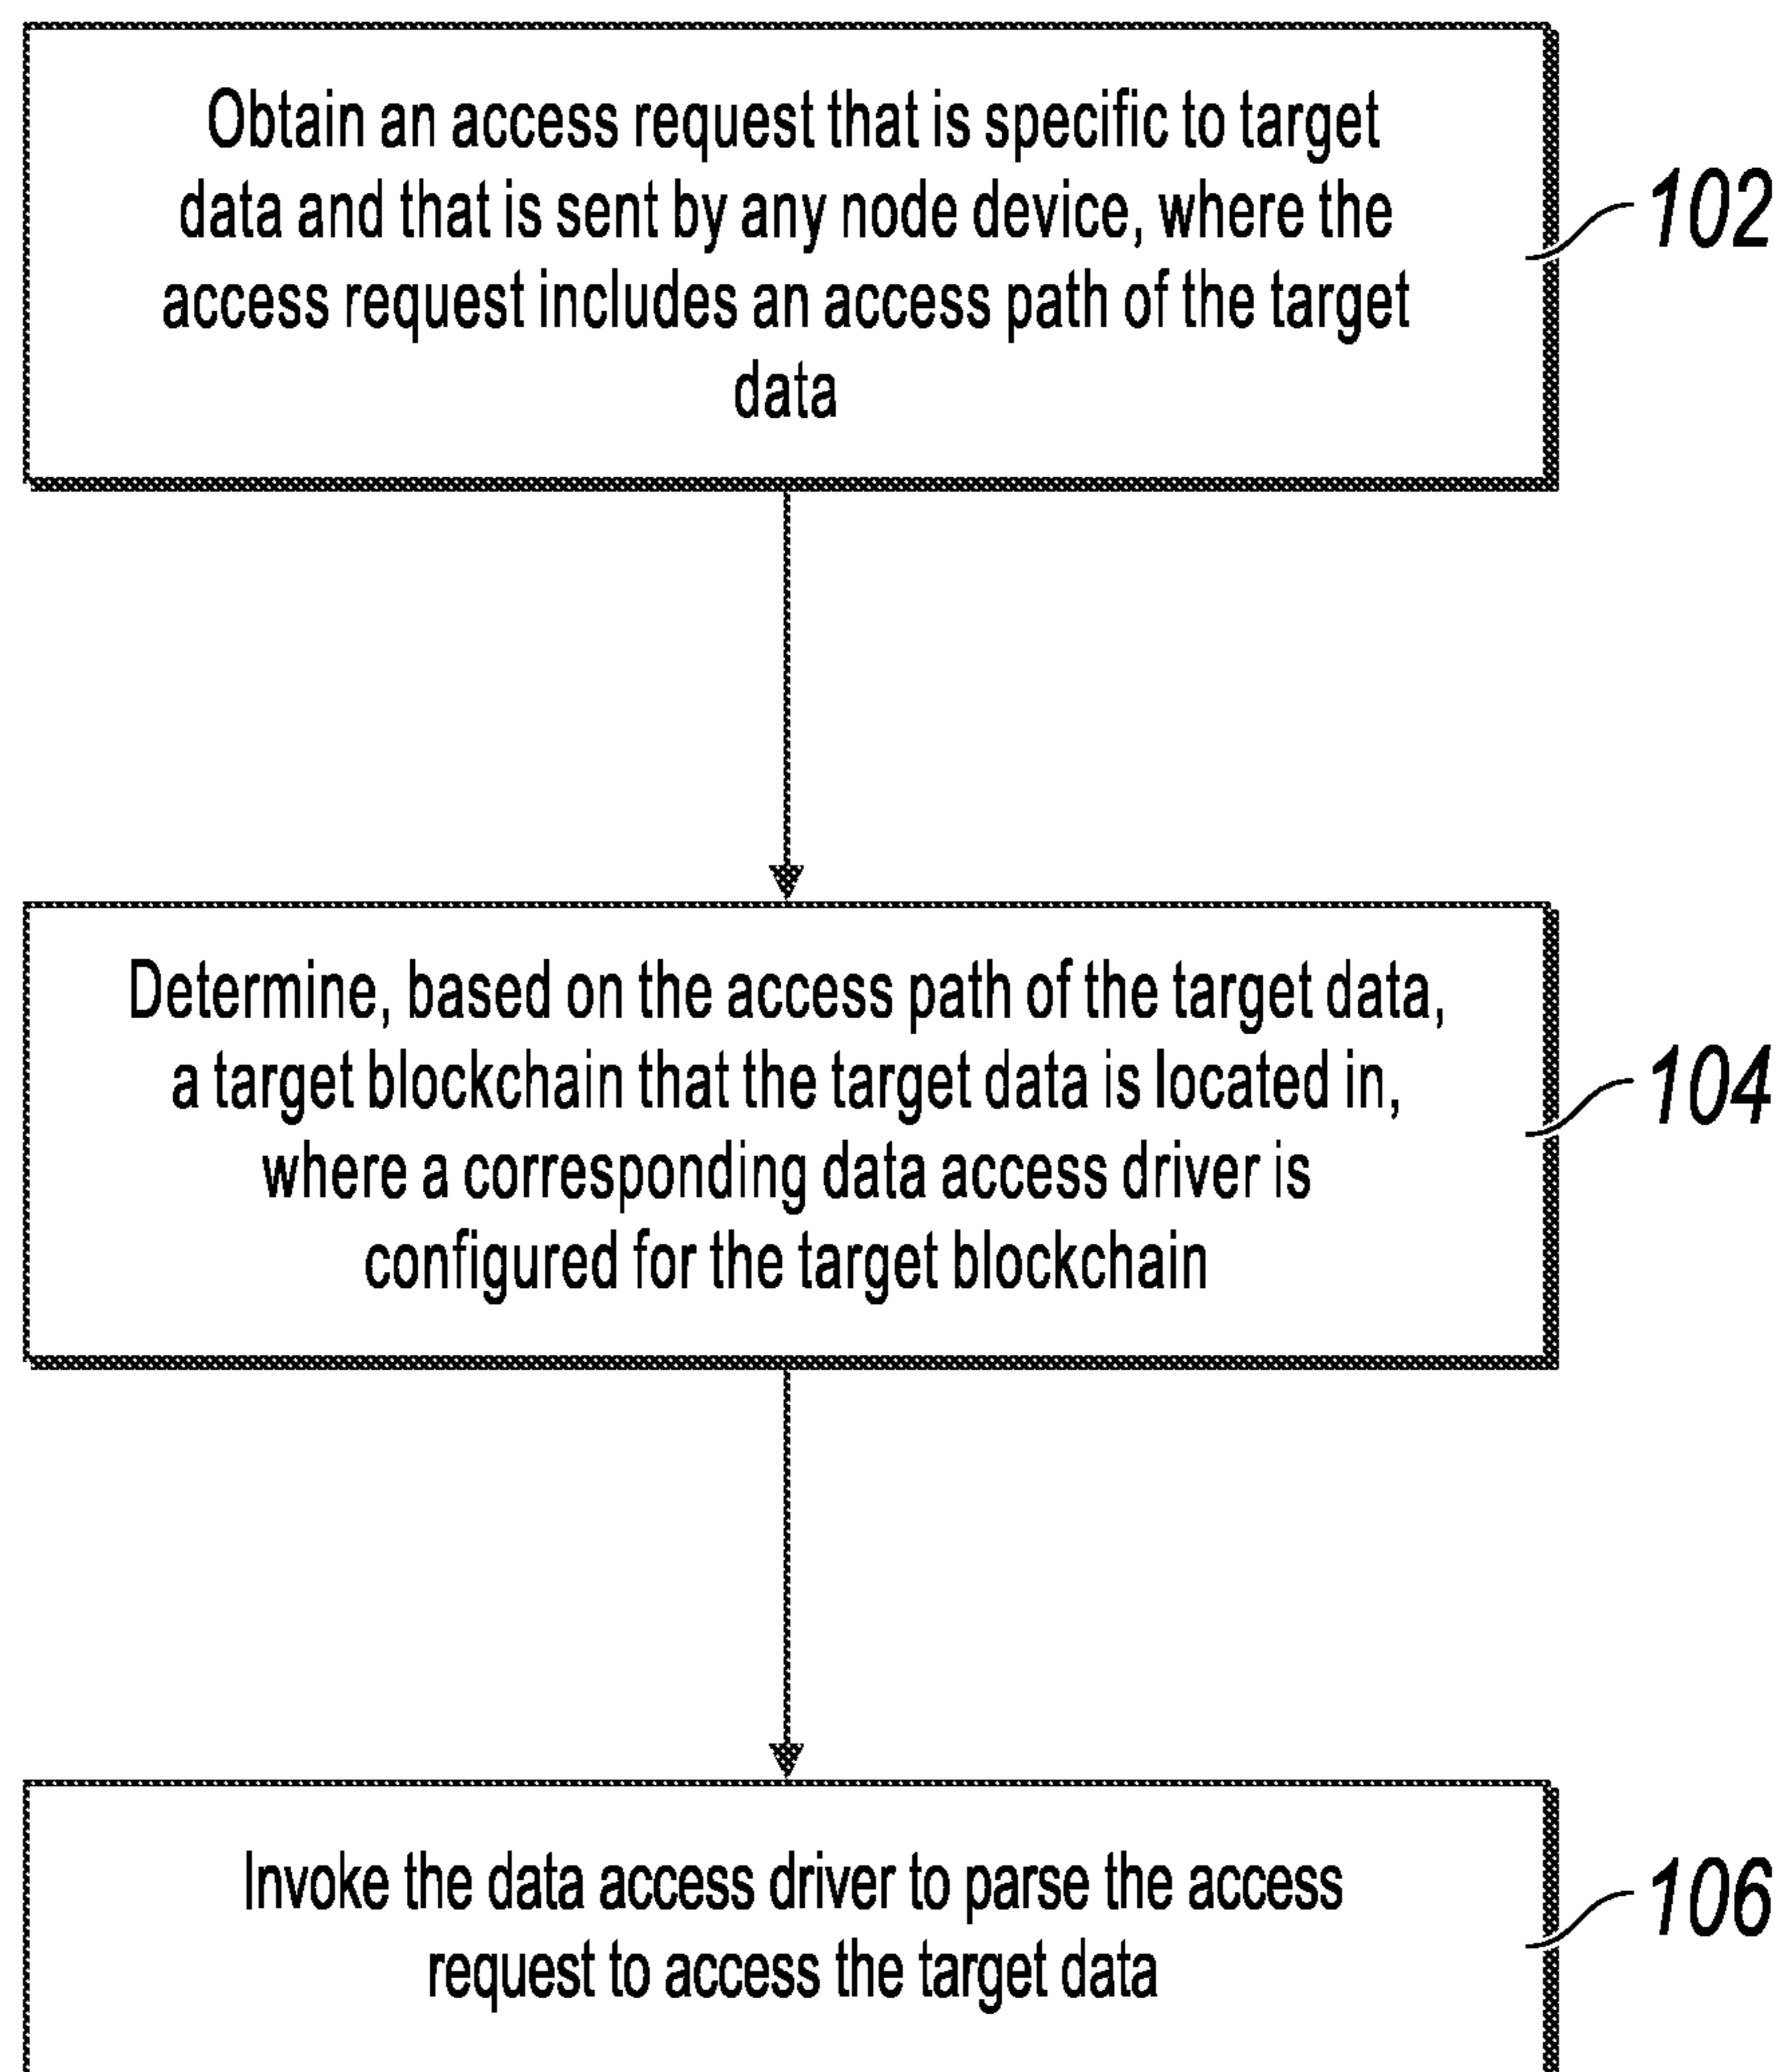 Obtain an access request that is specific to target
data and that is sent by any node device, where the
access request includes an access path of the target
data
102
Determine, based on the access path of the target data,
a target blockchain that the target data is located in,
where a corresponding data access driver is
configured for the target blockchain
104
Invoke the data access driver to parse the access
request to access the target data
106